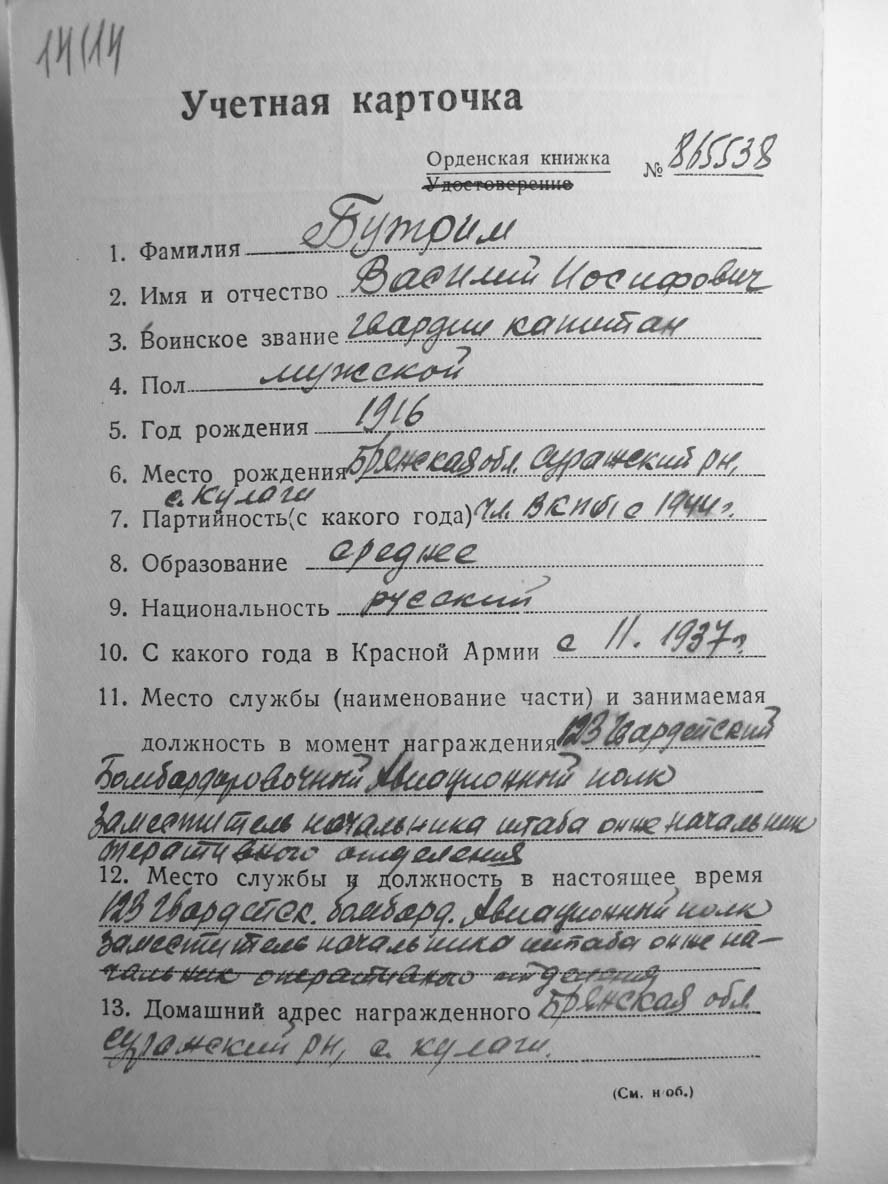 14/14
Учетная карточка
Орденская книжка
Удостоверение
№ 865538
1. Фамилия Бутрим
2. Имя и отчество Василий Иосифович
3. Воинское звание гвардии капитан
4. Пол мужской
5. Год рождения 1916
6. Место рождения Брянская обл. Суражский рн,
с. Кулаги
7. Партийность (с какого года) Чл. ВКПб с 1944 г.
8. Образование среднее
9. Национальность русский
10. С какого года в Красной Армии с 11. 1937 г.
11. Место службы (наименование части) и занимаемая
должность в момент награждения 123 Гвардейский
Бомбардировочный Авиационный полк
Заместитель начальника штаба он же начальник
оперативного отделения
12. Место службы и должность в настоящее время
123 Гвардейск. бомбард. Авиационный полк
Заместитель начальника штаба он же на-
чальник оперативного отделения
13. Домашний адрес награжденного Брянская обл.
Суражский рн, с. Кулаги.
(См. н об.)